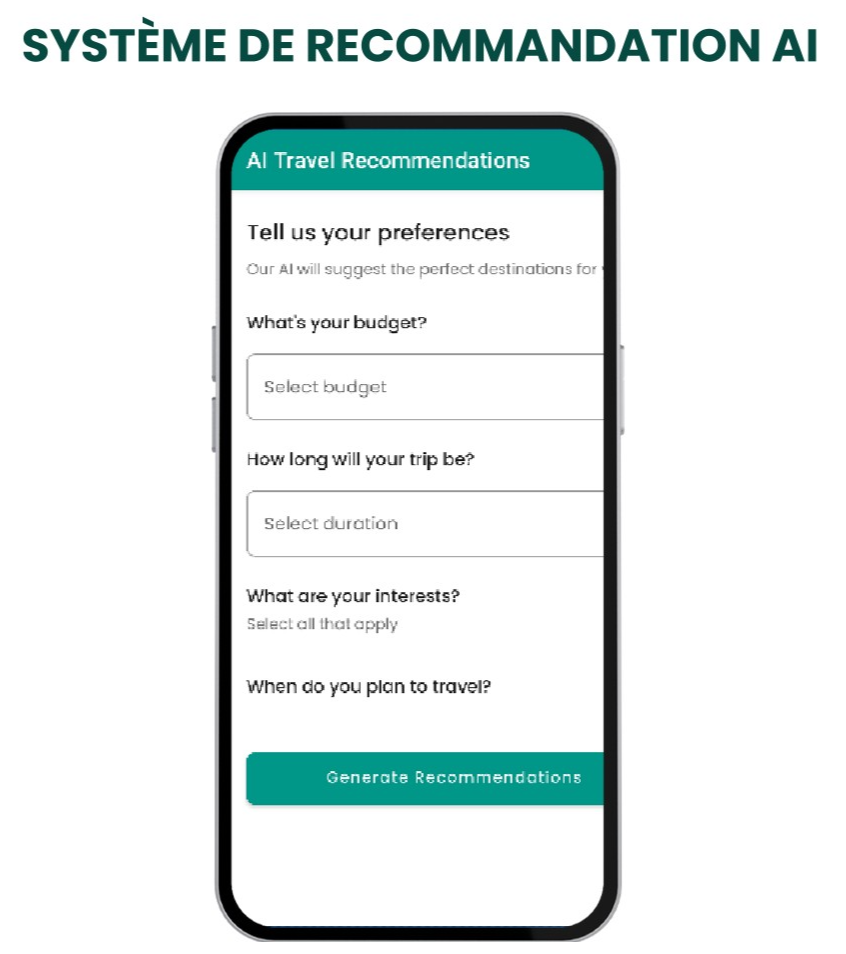 SYSTÈME DE RECOMMANDATION AI
AI Travel Recommendations
Tell us your preferences
Our AI will suggest the perfect destinations for
What's your budget?
Select budget
How long will your trip be?
Select duration
What are your interests?
Select all that apply
When do you plan to travel?
Generate Recommendations